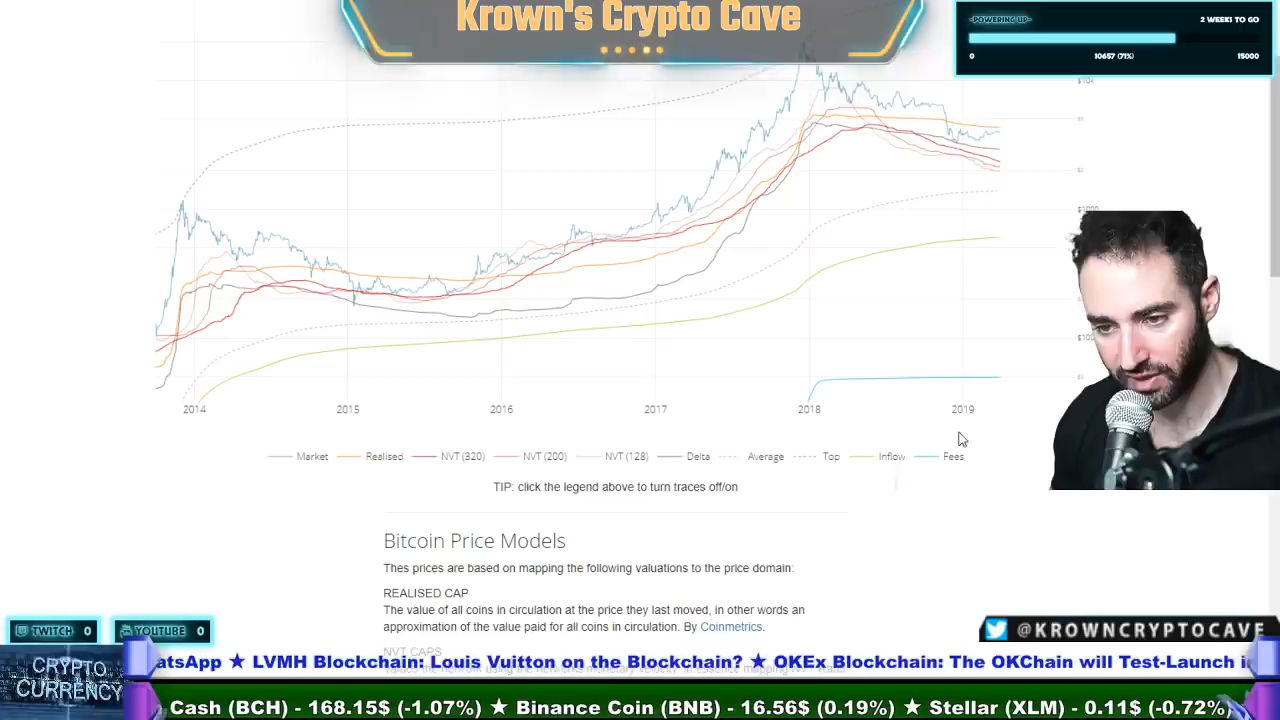 Krown's Crypto Cave
-POWERING UP-
2 WEEKS TO GO
0
10657 (71%)
15000
$10k
$1000
2014
2015
2016
2017
2018
2019
Market
Realised
NVT (320)
NVT (200)
NVT (128)
Delta
Average
Top
Inflow
Fees
TIP: click the legend above to turn traces off/on
Bitcoin Price Models
Thes prices are based on mapping the following valuations to the price domain:
REALISED CAP
The value of all coins in circulation at the price they last moved, in other words an
approximation of the value paid for all coins in circulation. By Coinmetrics.
NVT CAPS
TWITCH 0
YOUTUBE 0
@KROWNCRYPTOCAVE
CRYPTO
CURRENCY
atsApp ★ LVMH Blockchain: Louis Vuitton on the Blockchain? ★ OKEx Blockchain: The OKChain will Test-Launch i
Cash (BCH) - 168.15$ (-1.07%) ★ Binance Coin (BNB) - 16.56$ (0.19%) ★ Stellar (XLM) - 0.11$ (-0.72%)